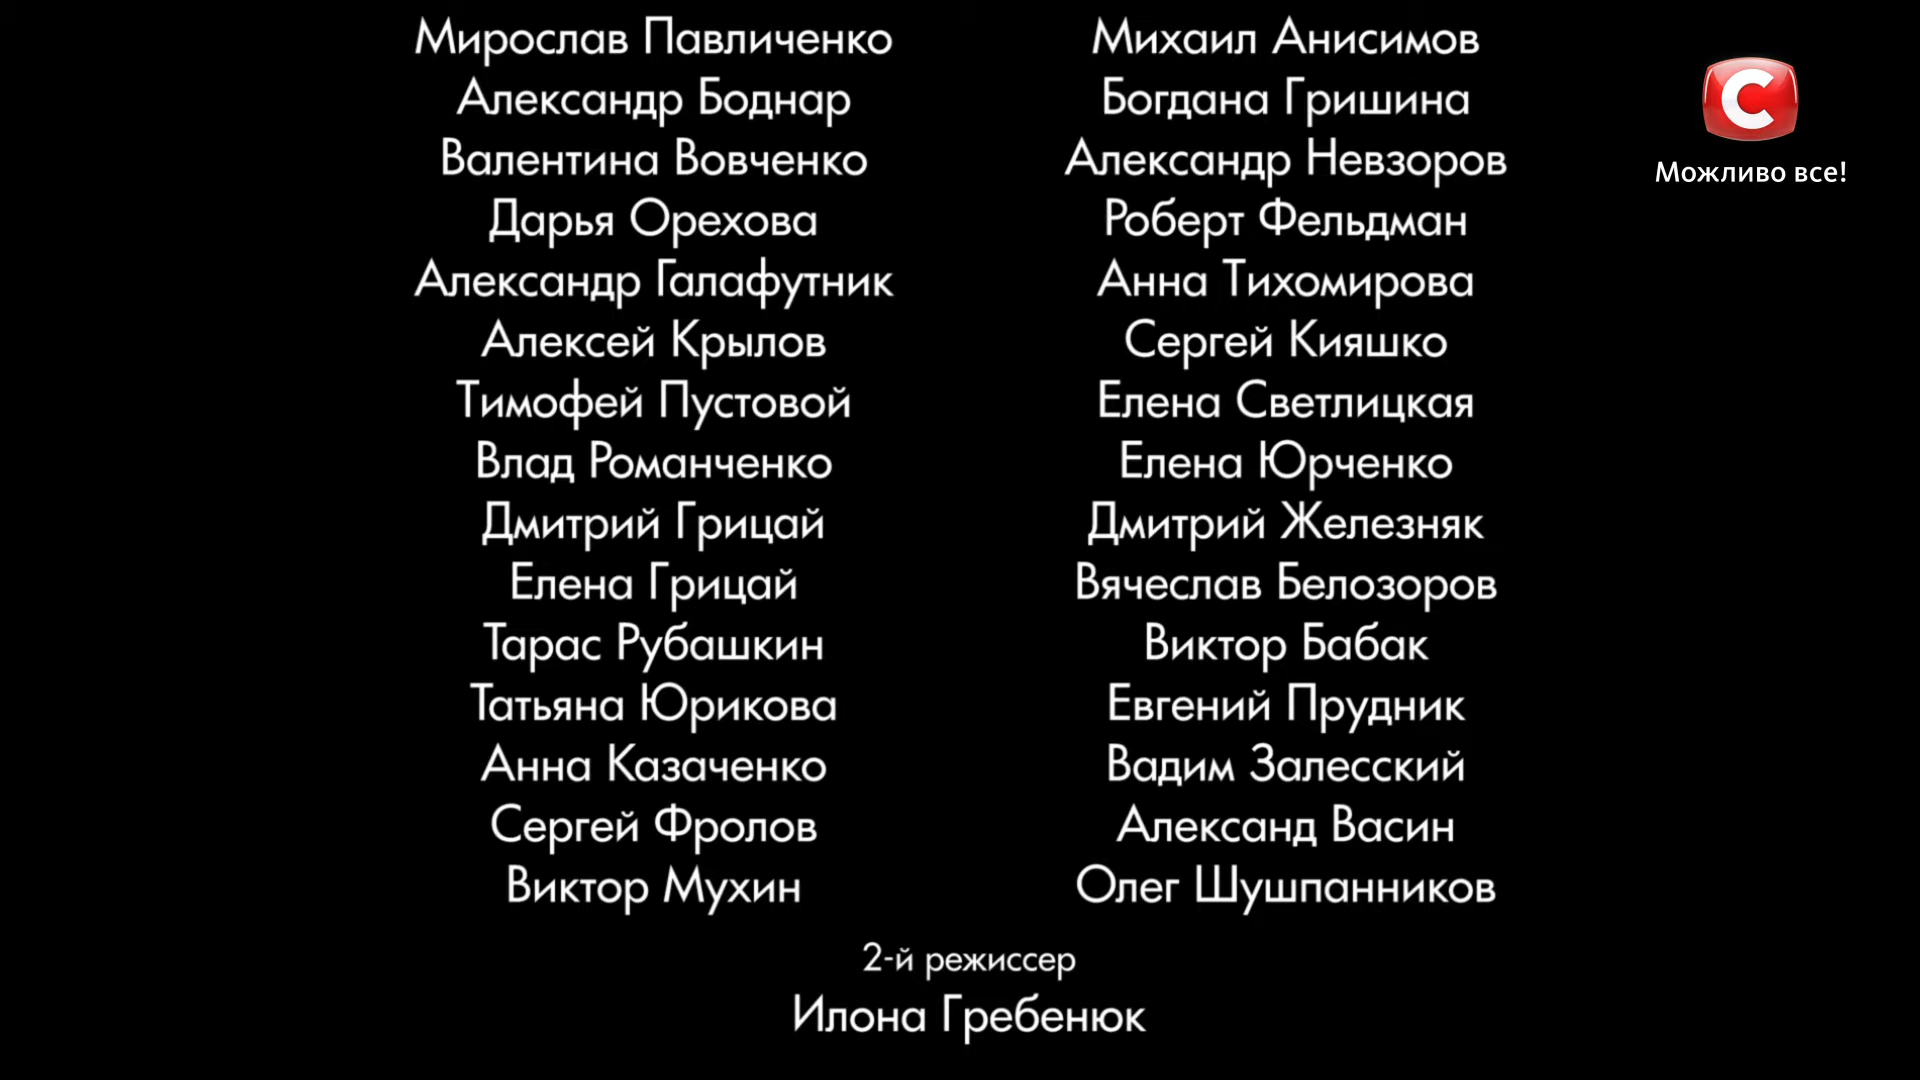 Мирослав Павличенко
Александр Боднар
Валентина Вовченко
Дарья Орехова
Александр Галафутник
Алексей Крылов
Тимофей Пустовой
Влад Романченко
Дмитрий Грицай
Елена Грицай
Тарас Рубашкин
Татьяна Юрикова
Анна Казаченко
Сергей Фролов
Виктор Мухин
Михаил Анисимов
Богдана Гришина
Александр Невзоров
Роберт Фельдман
Анна Тихомирова
Сергей Кияшко
Елена Светлицкая
Елена Юрченко
Дмитрий Железняк
Вячеслав Белозоров
Виктор Бабак
Евгений Прудник
Вадим Залесский
Александ Васин
Олег Шушпанников
2-й режиссер
Илона Гребенюк
С
Можливо все!